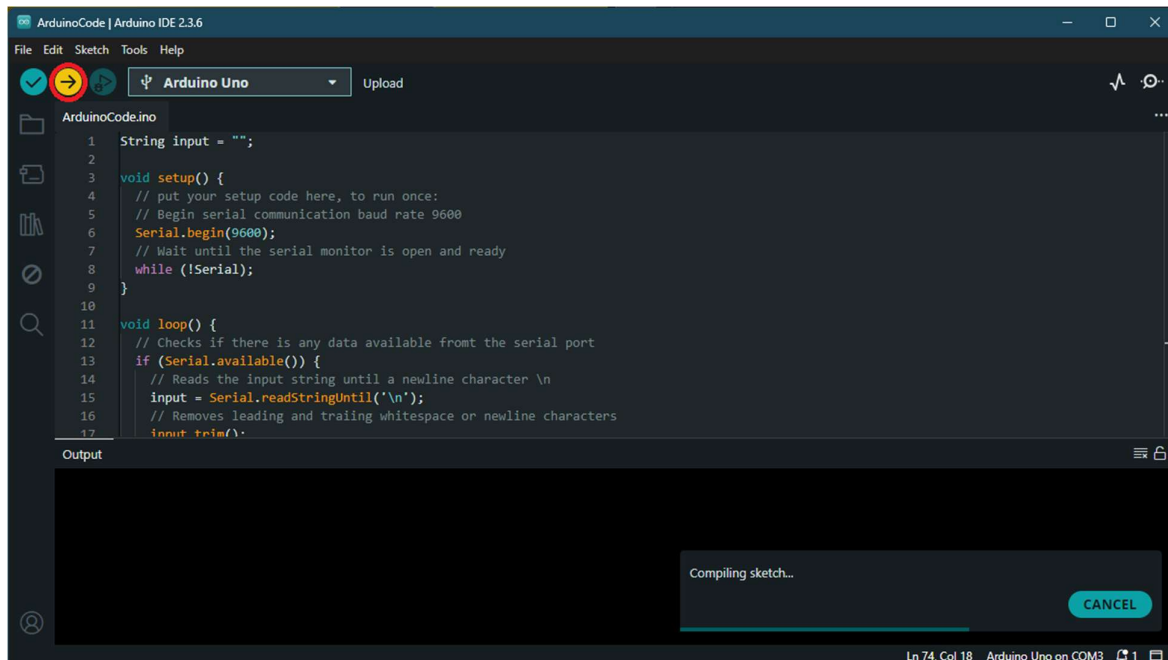 ArduinoCode | Arduino IDE 2.3.6
File Edit Sketch Tools Help
Arduino Uno Upload
ArduinoCode.ino
1 String input = "";
2
3 void setup() {
4 // put your setup code here, to run once:
5 // Begin serial communication baud rate 9600
6 Serial.begin(9600);
7 // Wait until the serial monitor is open and ready
8 while (!Serial);
9 }
10
11 void loop() {
12 // Checks if there is any data available fromt the serial port
13 if (Serial.available()) {
14 // Reads the input string until a newline character \n
15 input = Serial.readStringUntil('\n');
16 // Removes leading and traiing whitespace or newline characters
17 input.trim();
Output
Compiling sketch...
CANCEL
Ln 74, Col 18 Arduino Uno on COM3 1